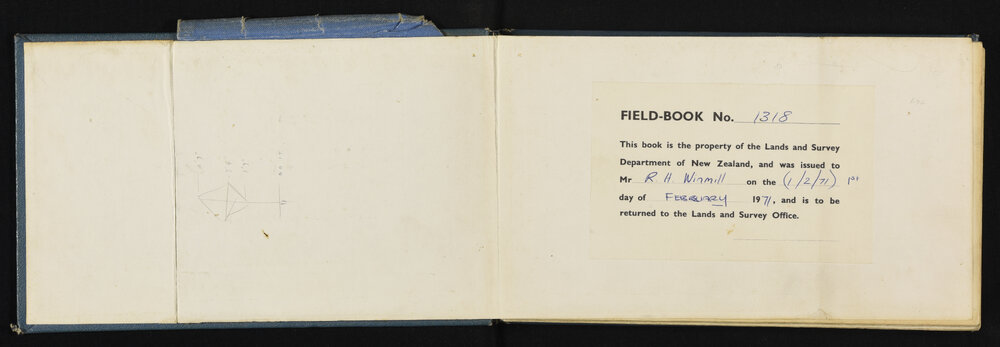 FIELD-BOOK No. 1318
This book is the property of the Lands and Survey
Department of New Zealand, and was issued to
Mr R. H. Winmill on the (1/2/71) 1st
day of FEBRUARY 1971, and is to be
returned to the Lands and Survey Office.